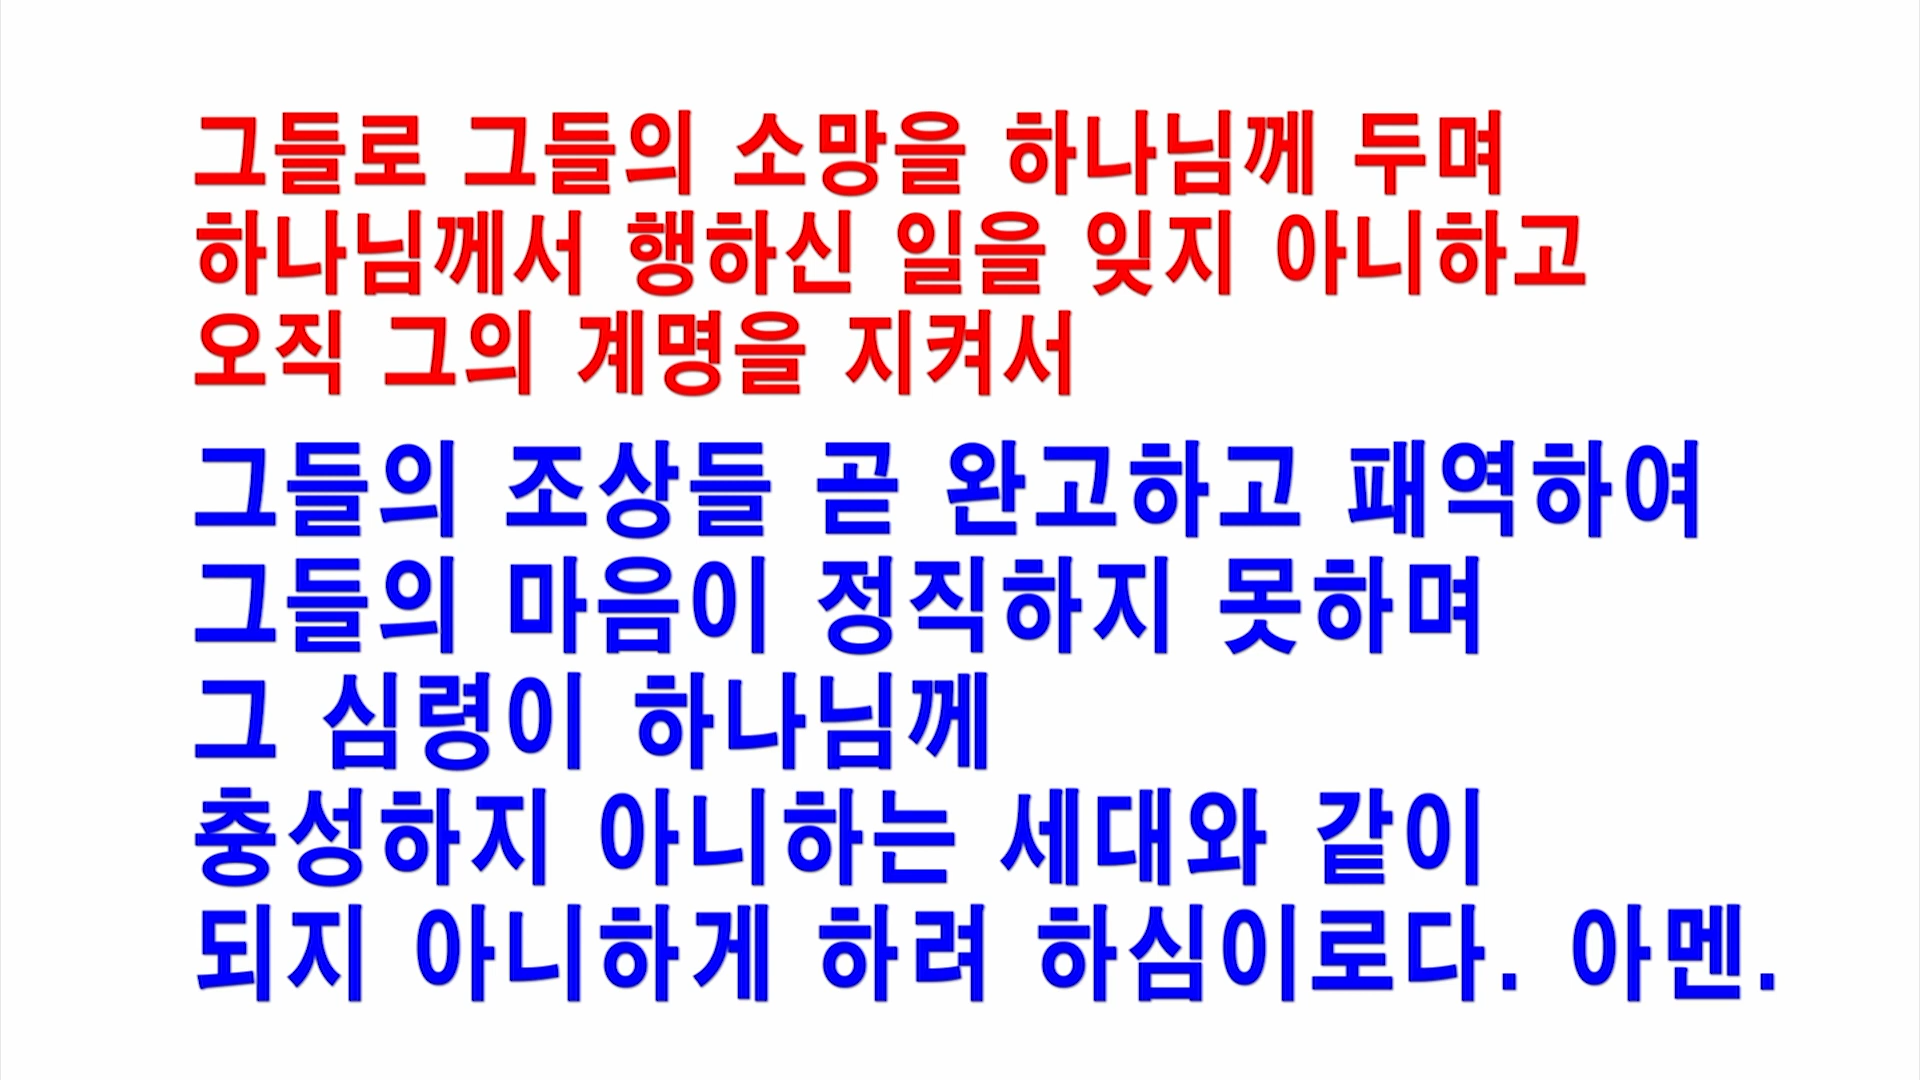 그들로 그들의 소망을 하나님께 두며
하나님께서 행하신 일을 잊지 아니하고
오직 그의 계명을 지켜서
그들의 조상들 곧 완고하고 패역하여
그들의 마음이 정직하지 못하며
그 심령이 하나님께
충성하지 아니하는 세대와 같이
되지 아니하게 하려 하심이로다. 아멘.